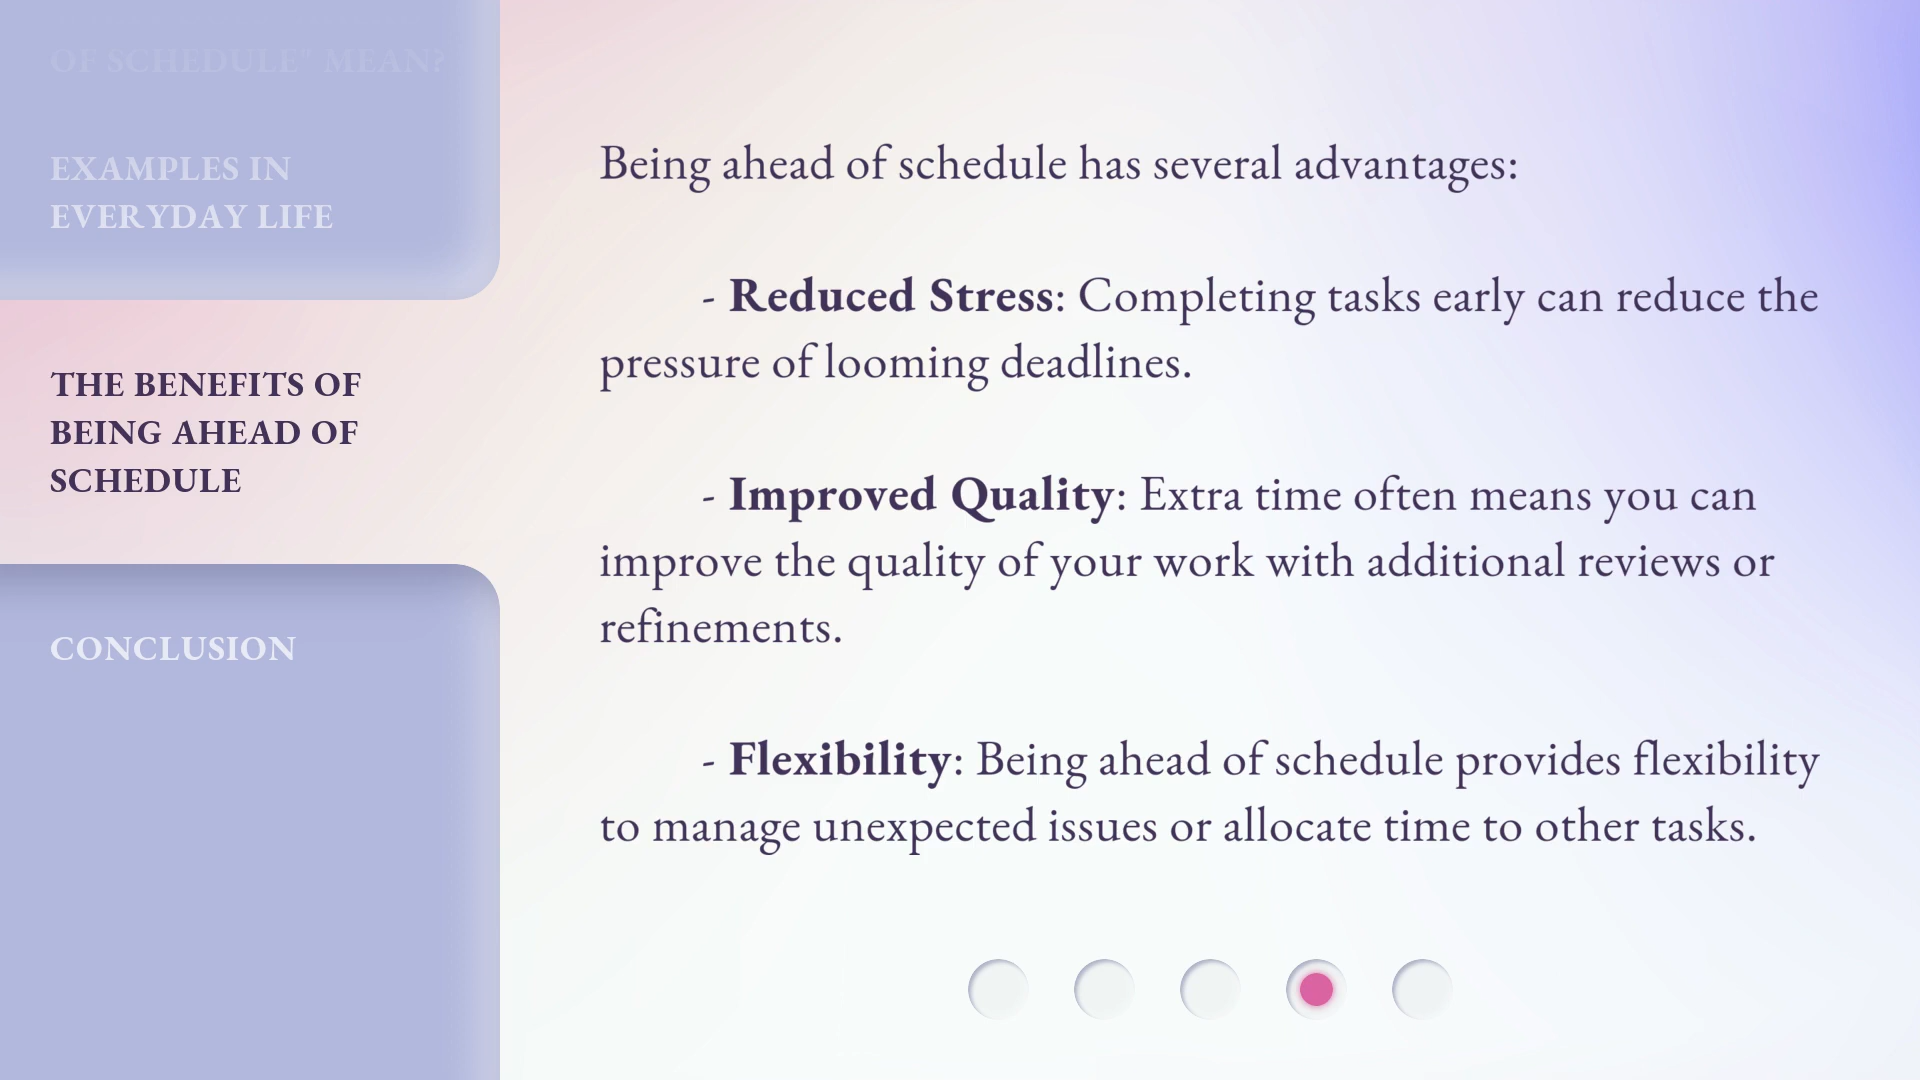 OF SCHEDULE" MEAN?
EXAMPLES IN
EVERYDAY LIFE
THE BENEFITS OF
BEING AHEAD OF
SCHEDULE
CONCLUSION
Being ahead of schedule has several advantages:
- Reduced Stress: Completing tasks early can reduce the
pressure of looming deadlines.
- Improved Quality: Extra time often means you can
improve the quality of your work with additional reviews or
refinements.
- Flexibility: Being ahead of schedule provides flexibility
to manage unexpected issues or allocate time to other tasks.